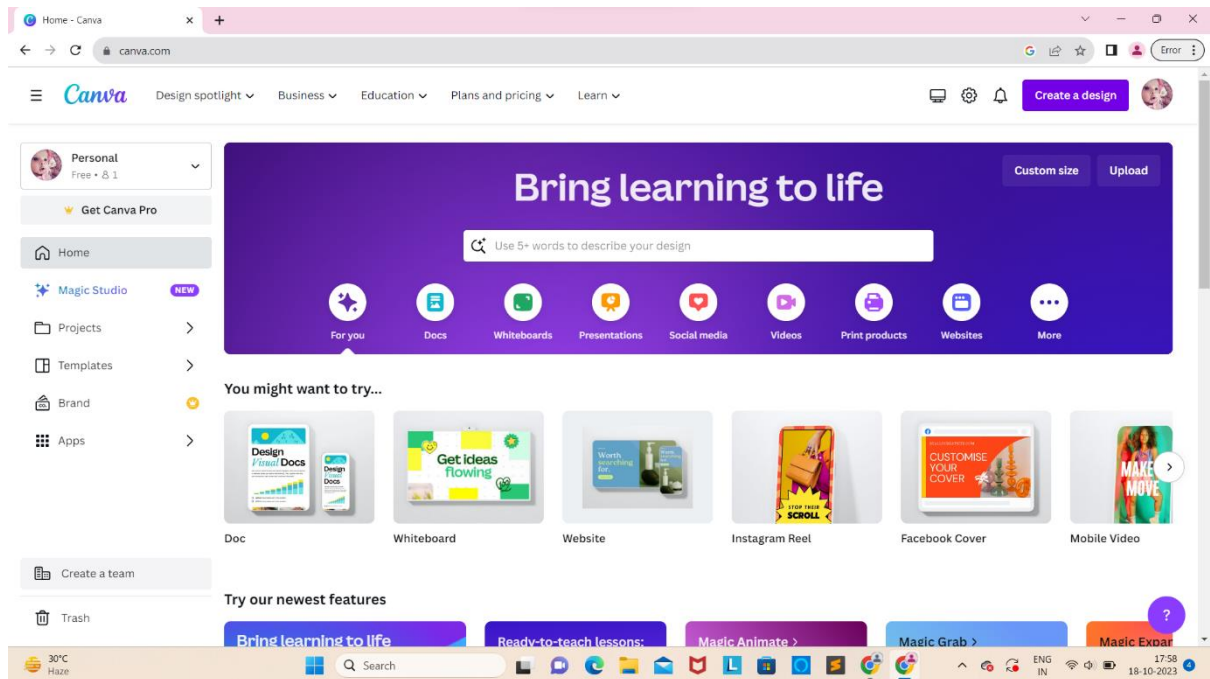 Home - Canva
canva.com
Error
Canva
Design spotlight
Business
Education
Plans and pricing
Learn
Create a design
Personal
Free • 1
Get Canva Pro
Home
Magic Studio
NEW
Projects
Templates
Brand
Apps
Create a team
Trash
Bring learning to life
Custom size
Upload
Use 5+ words to describe your design
For you
Docs
Whiteboards
Presentations
Social media
Videos
Print products
Websites
More
You might want to try...
Design
Visual Docs
Design
Visual
Docs
Get ideas
flowing
Worth
searching
for.
STOP THEIR
SCROLL
CUSTOMISE
YOUR
COVER
MAKE
MOVE
Doc
Whiteboard
Website
Instagram Reel
Facebook Cover
Mobile Video
Try our newest features
Bring learning to life
Ready-to-teach lessons:
Magic Animate >
Magic Grab >
Magic Expan
?
30°C
Haze
Search
ENG
IN
17:58
18-10-2023
4